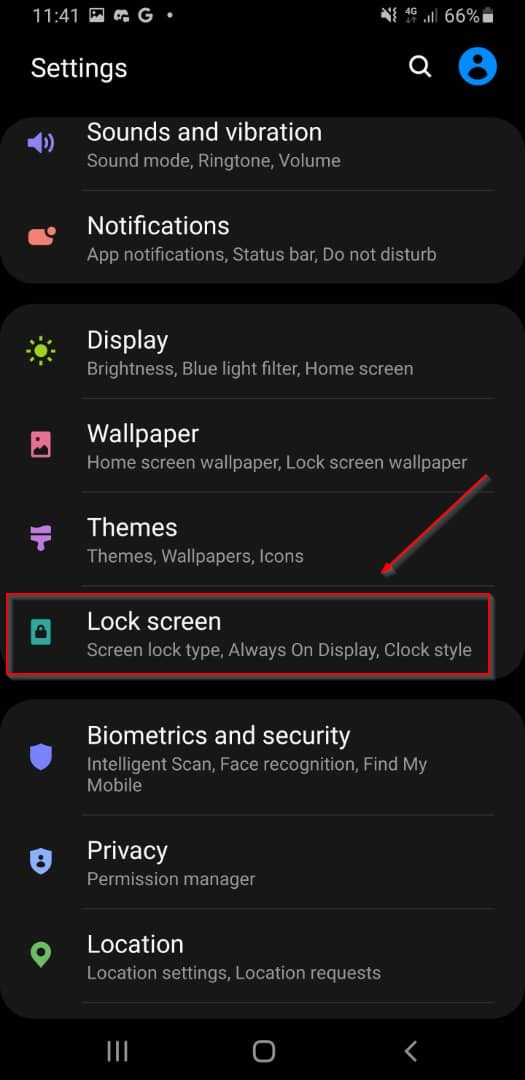 11:41 G • 4G 66%
Settings
Sounds and vibration
Sound mode, Ringtone, Volume
Notifications
App notifications, Status bar, Do not disturb
Display
Brightness, Blue light filter, Home screen
Wallpaper
Home screen wallpaper, Lock screen wallpaper
Themes
Themes, Wallpapers, Icons
Lock screen
Screen lock type, Always On Display, Clock style
Biometrics and security
Intelligent Scan, Face recognition, Find My
Mobile
Privacy
Permission manager
Location
Location settings, Location requests